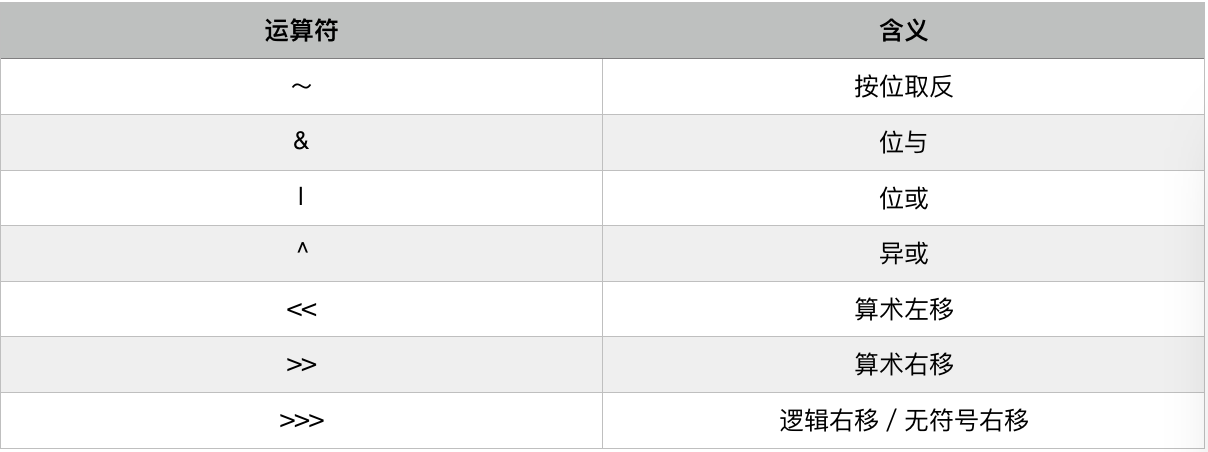 运算符 含义
~ 按位取反
& 位与
| 位或
^ 异或
<< 算术左移
>> 算术右移
>>> 逻辑右移 / 无符号右移